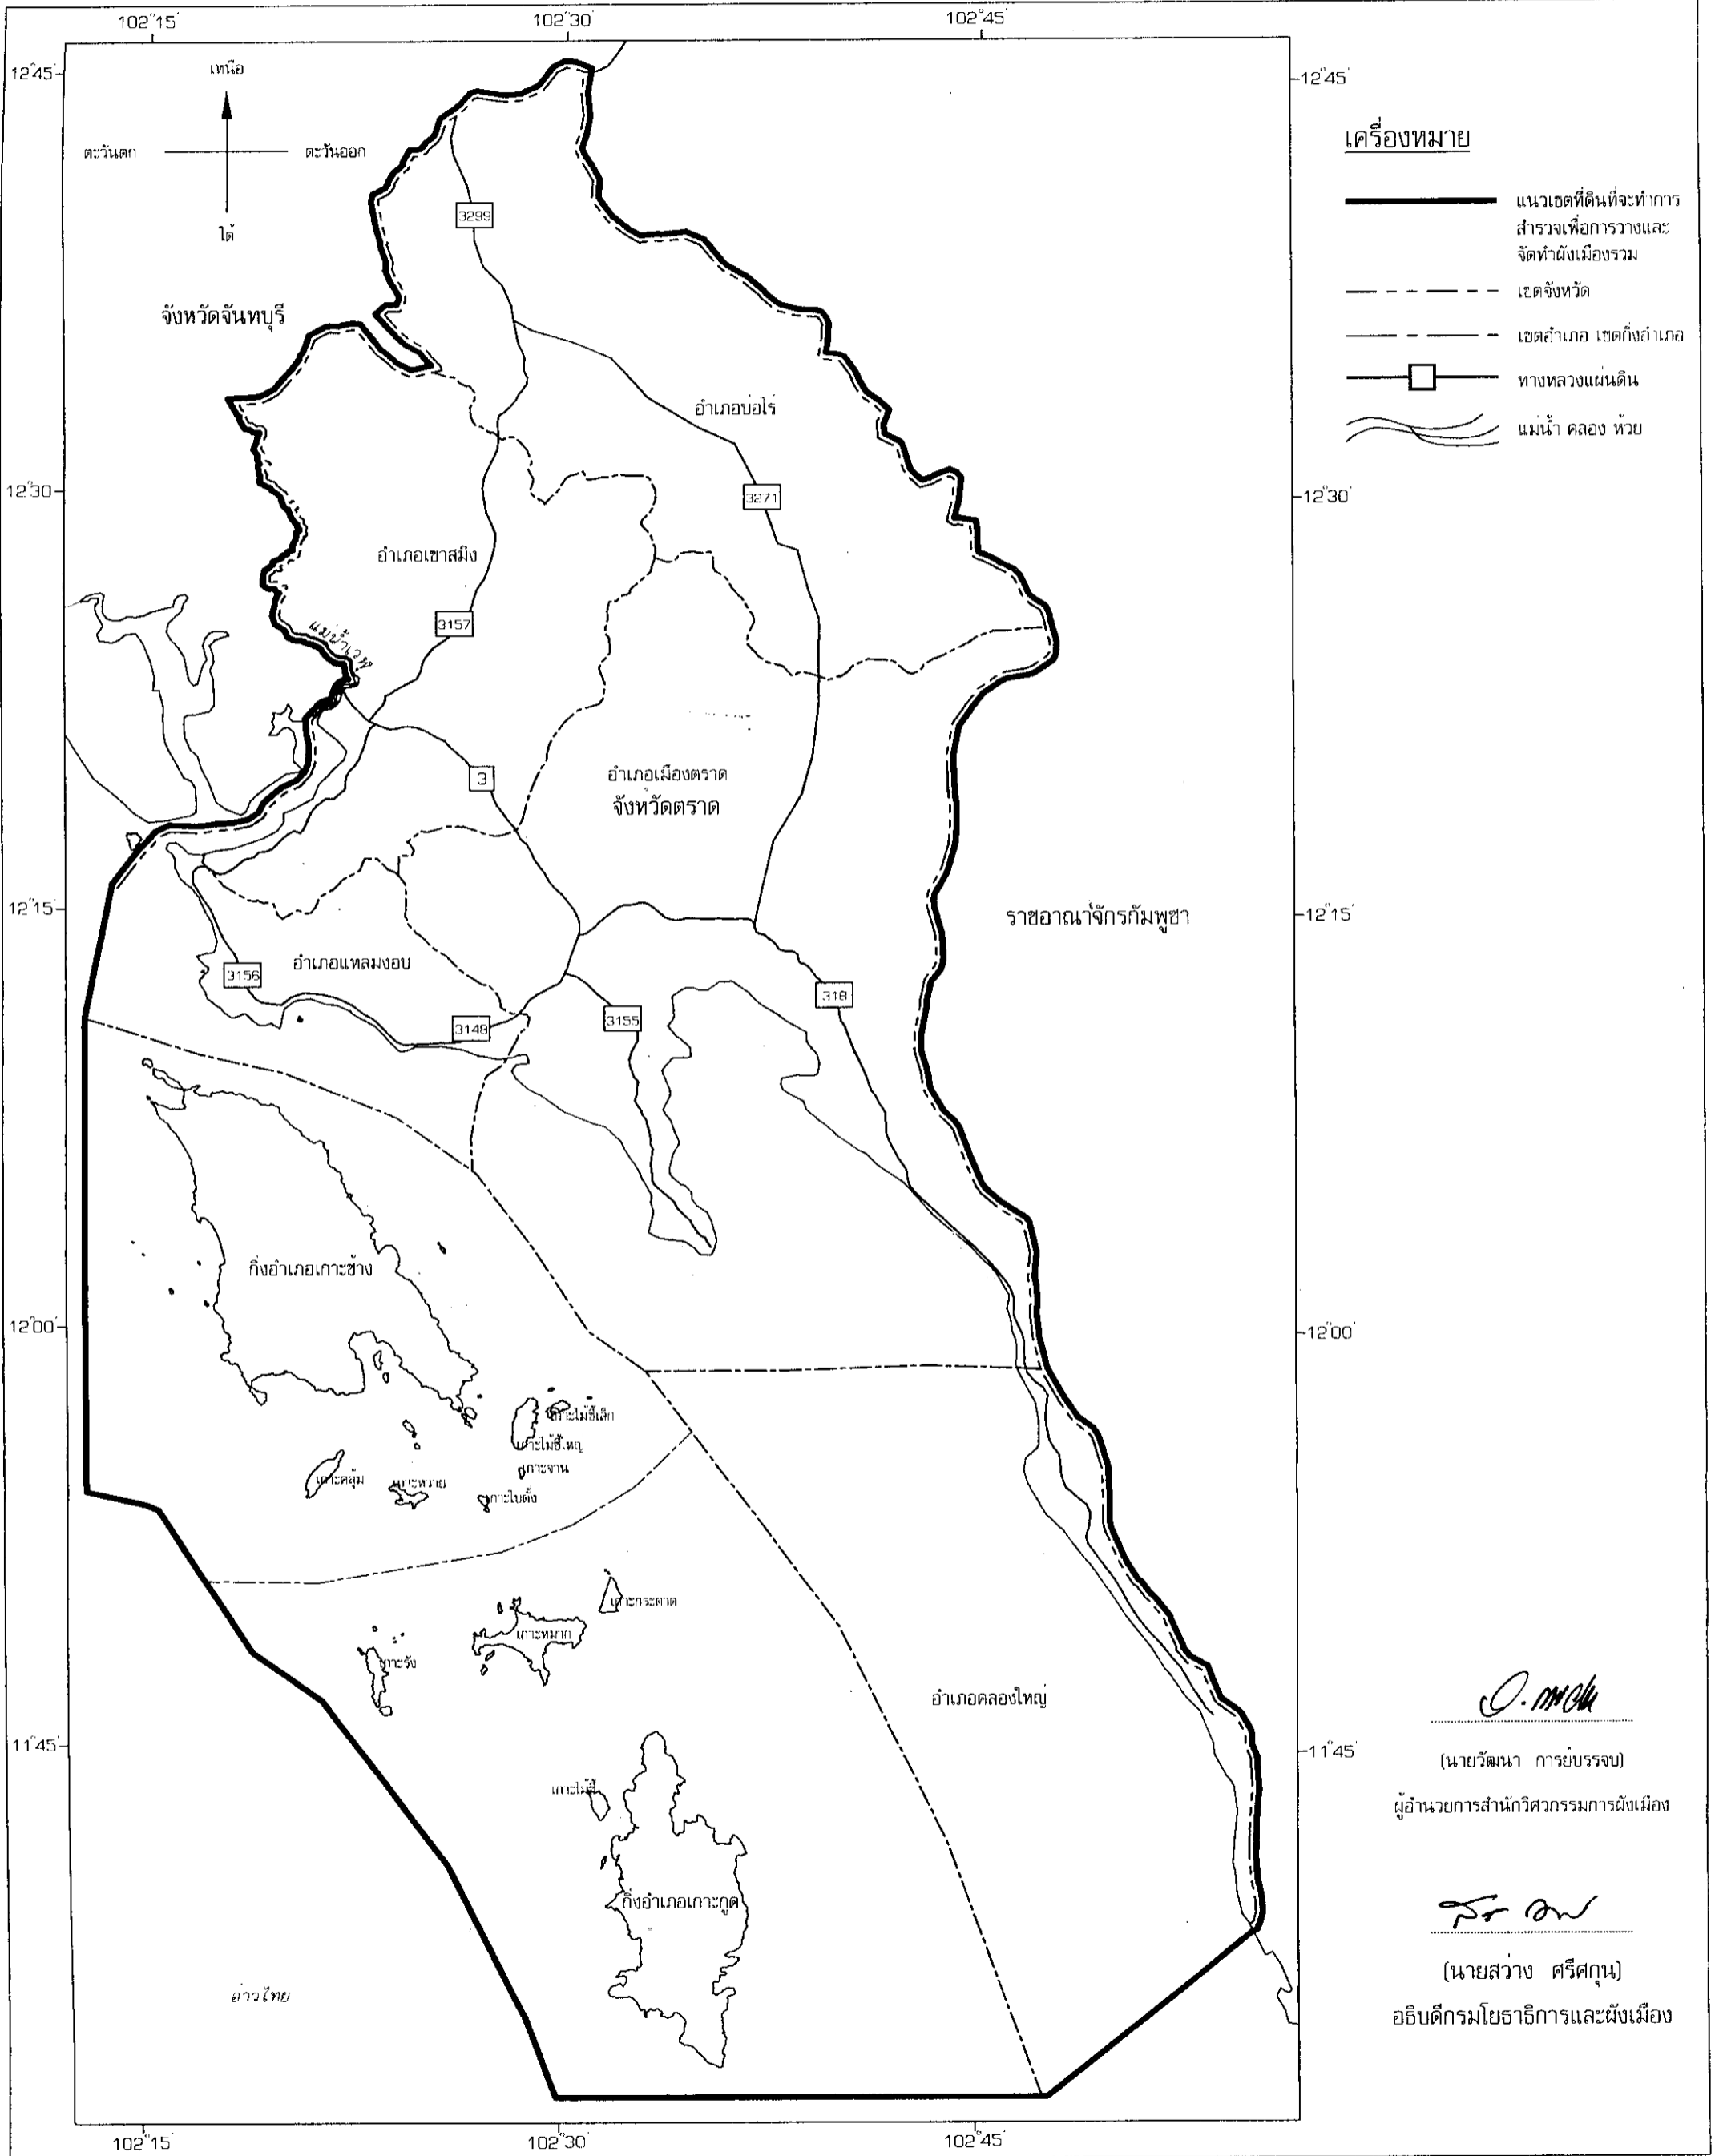 102°15′
102°30′
102°45′
12°45′
12°45′
เหนือ
ตะวันตก
ตะวันออก
ใต้
เครื่องหมาย
แนวเขตที่ดินที่จะทำการ
สำรวจเพื่อการวางและ
จัดทำผังเมืองรวม
เขตจังหวัด
เขตอำเภอ เขตกิ่งอำเภอ
ทางหลวงแผ่นดิน
แม่น้ำ คลอง ห้วย
3299
จังหวัดจันทบุรี
อำเภอบ่อไร่
12°30′
12°30′
3271
อำเภอเขาสมิง
3157
แม่น้ำเวฬุ
3
อำเภอเมืองตราด
จังหวัดตราด
12°15′
12°15′
ราชอาณาจักรกัมพูชา
อำเภอแหลมงอบ
3156
318
3148
3155
กิ่งอำเภอเกาะช้าง
12°00′
12°00′
เกาะไม้ซี้เล็ก
เกาะไม้ซี้ใหญ่
เกาะจาน
เกาะคลุ้ม
เกาะหวาย
เกาะใบดั้ง
เกาะกระดาด
เกาะหมาก
เกาะรัง
อำเภอคลองใหญ่
11°45′
11°45′
(นายวัฒนา การย์บรรจบ)
ผู้อำนวยการสำนักวิศวกรรมการผังเมือง
เกาะไม้ซี้
กิ่งอำเภอเกาะกูด
(นายสว่าง ศรีศกุน)
อธิบดีกรมโยธาธิการและผังเมือง
อ่าวไทย
102°15′
102°30′
102°45′